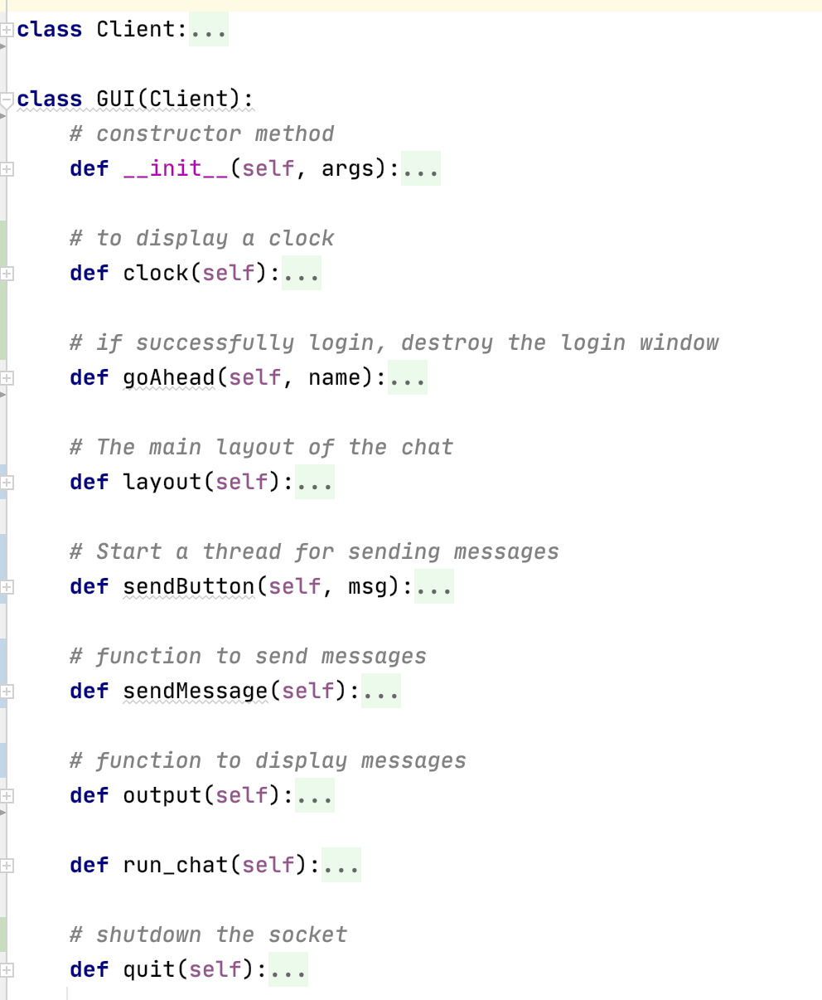 class Client:...
class GUI(Client):
# constructor method
def __init__(self, args):...
# to display a clock
def clock(self):...
# if successfully login, destroy the login window
def goAhead(self, name):...
# The main layout of the chat
def layout(self):...
# Start a thread for sending messages
def sendButton(self, msg):...
# function to send messages
def sendMessage(self):...
# function to display messages
def output(self):...
def run_chat(self):...
# shutdown the socket
def quit(self):...